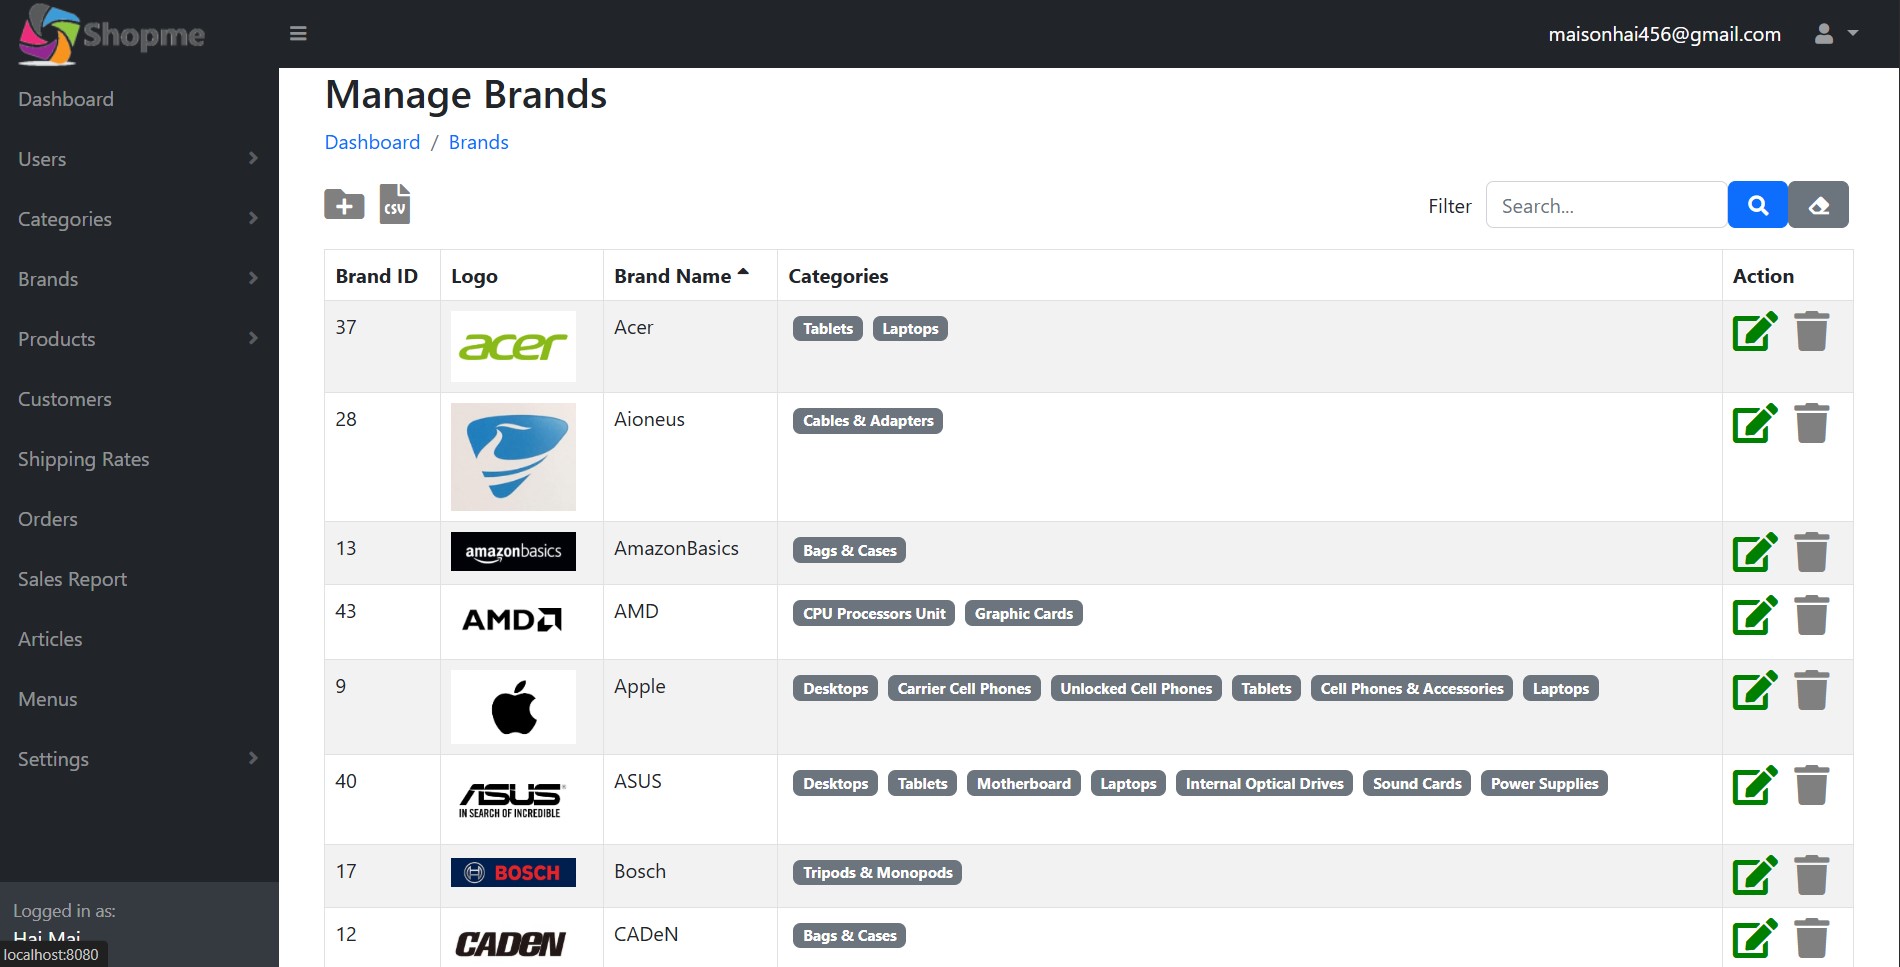 Shopme
maisonhai456@gmail.com
Dashboard
Users
Categories
Brands
Products
Customers
Shipping Rates
Orders
Sales Report
Articles
Menus
Settings
Logged in as:
Hai Mai
localhost:8080
Manage Brands
Dashboard / Brands
CSV
Filter Search...
Brand ID Logo Brand Name Categories Action
37 acer Acer Tablets Laptops
28 Aioneus Cables & Adapters
13 amazonbasics AmazonBasics Bags & Cases
43 AMD AMD CPU Processors Unit Graphic Cards
9 Apple Desktops Carrier Cell Phones Unlocked Cell Phones Tablets Cell Phones & Accessories Laptops
40 ASUS ASUS Desktops Tablets Motherboard Laptops Internal Optical Drives Sound Cards Power Supplies
IN SEARCH OF INCREDIBLE
17 BOSCH Bosch Tripods & Monopods
12 CADeN CADeN Bags & Cases